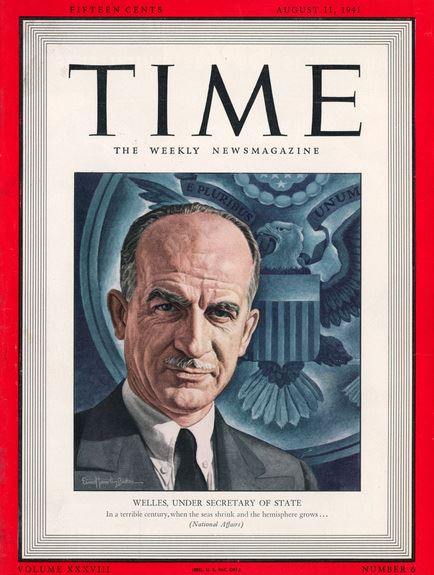 FIFTEEN CENTS
AUGUST 11, 1941
TIME
THE WEEKLY NEWSMAGAZINE
E PLURIBUS UNUM
WELLES, UNDER SECRETARY OF STATE
In a terrible century, when the seas shrink and the hemisphere grows . . .
(National Affairs)
VOLUME XXXVIII
(REG. U. S. PAT. OFF.)
NUMBER 6